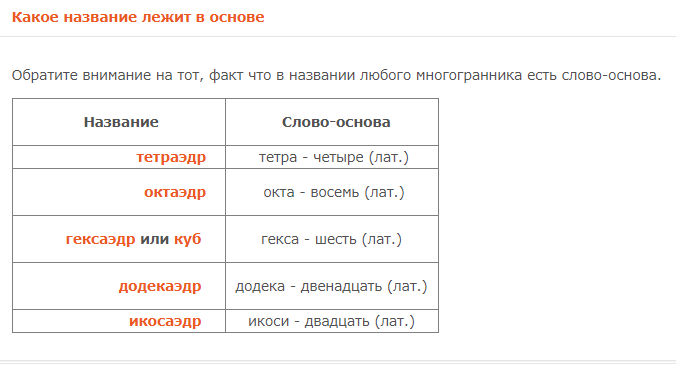 Какое название лежит в основе
Обратите внимание на тот, факт что в названии любого многогранника есть слово-основа.
Название Слово-основа
тетраэдр тетра - четыре (лат.)
октаэдр окта - восемь (лат.)
гексаэдр или куб гекса - шесть (лат.)
додекаэдр додека - двенадцать (лат.)
икосаэдр икоси - двадцать (лат.)